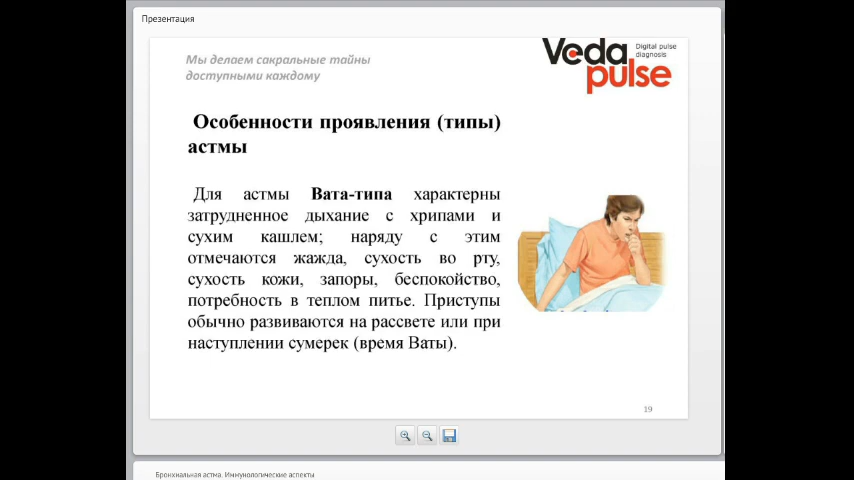 Презентация
Мы делаем сакральные тайны
доступными каждому
Veda
pulse
Digital pulse
diagnosis
Особенности проявления (типы)
астмы
Для астмы Вата-типа характерны
затрудненное дыхание с хрипами и
сухим кашлем; наряду с этим
отмечаются жажда, сухость во рту,
сухость кожи, запоры, беспокойство,
потребность в теплом питье. Приступы
обычно развиваются на рассвете или при
наступлении сумерек (время Ваты).
19
Бронхиальная астма. Иммунологические аспекты